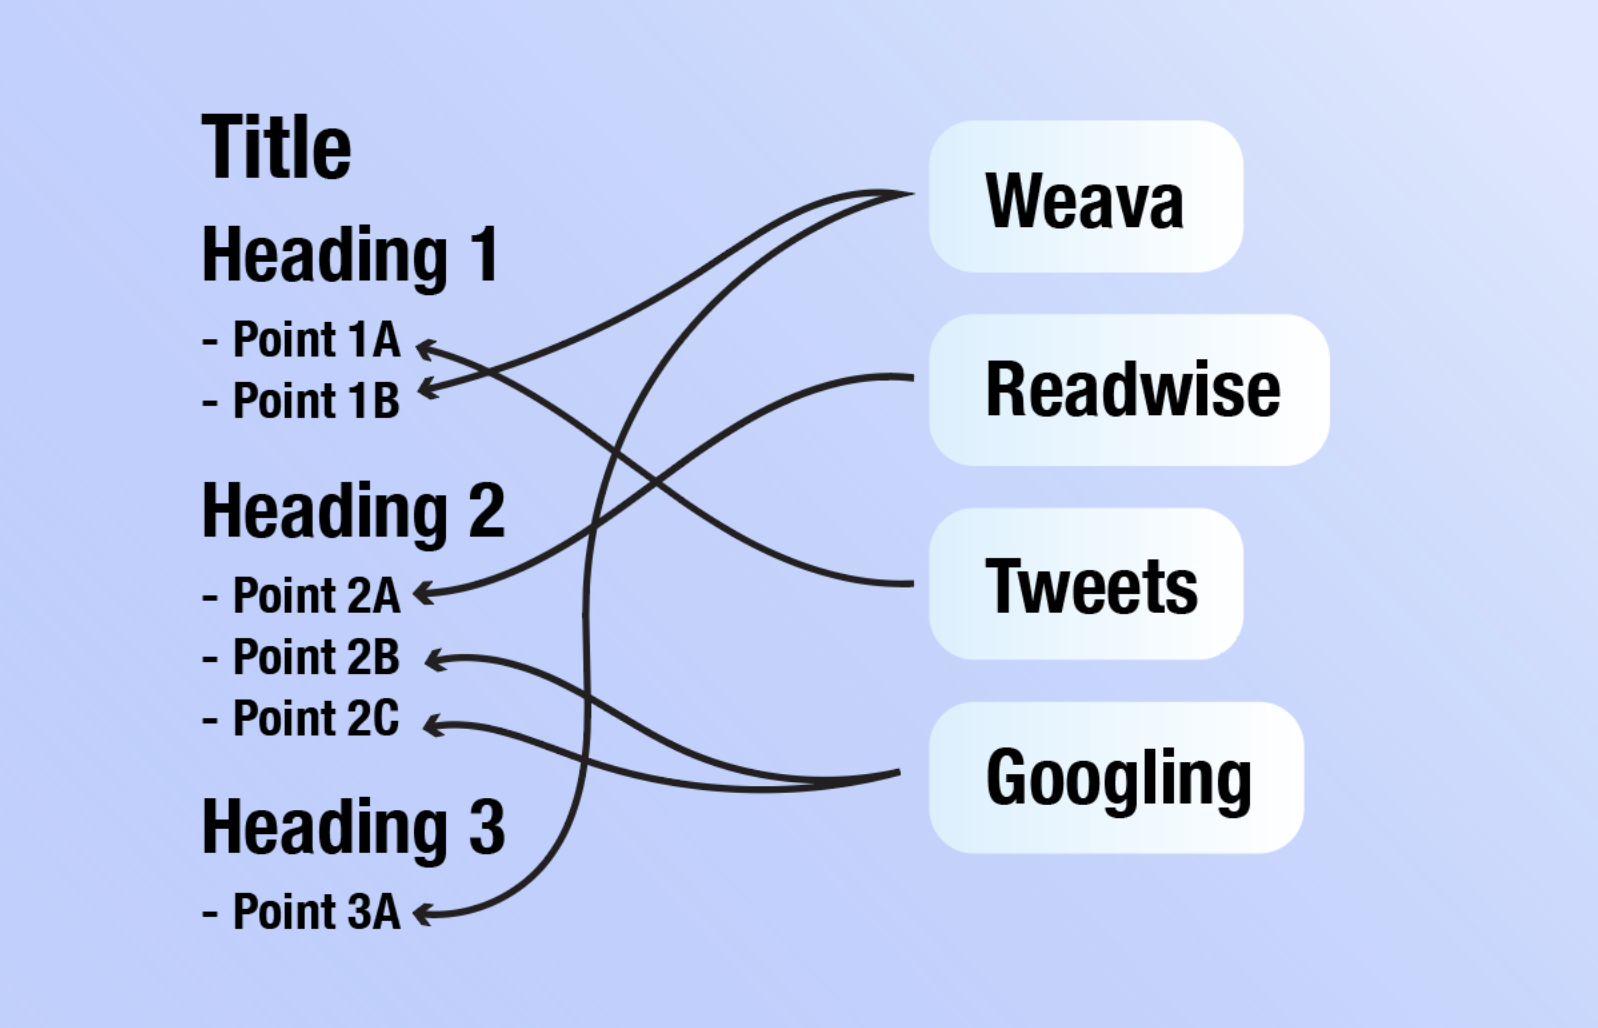 Title
Heading 1
- Point 1A
- Point 1B
Heading 2
- Point 2A
- Point 2B
- Point 2C
Heading 3
- Point 3A
Weava
Readwise
Tweets
Googling